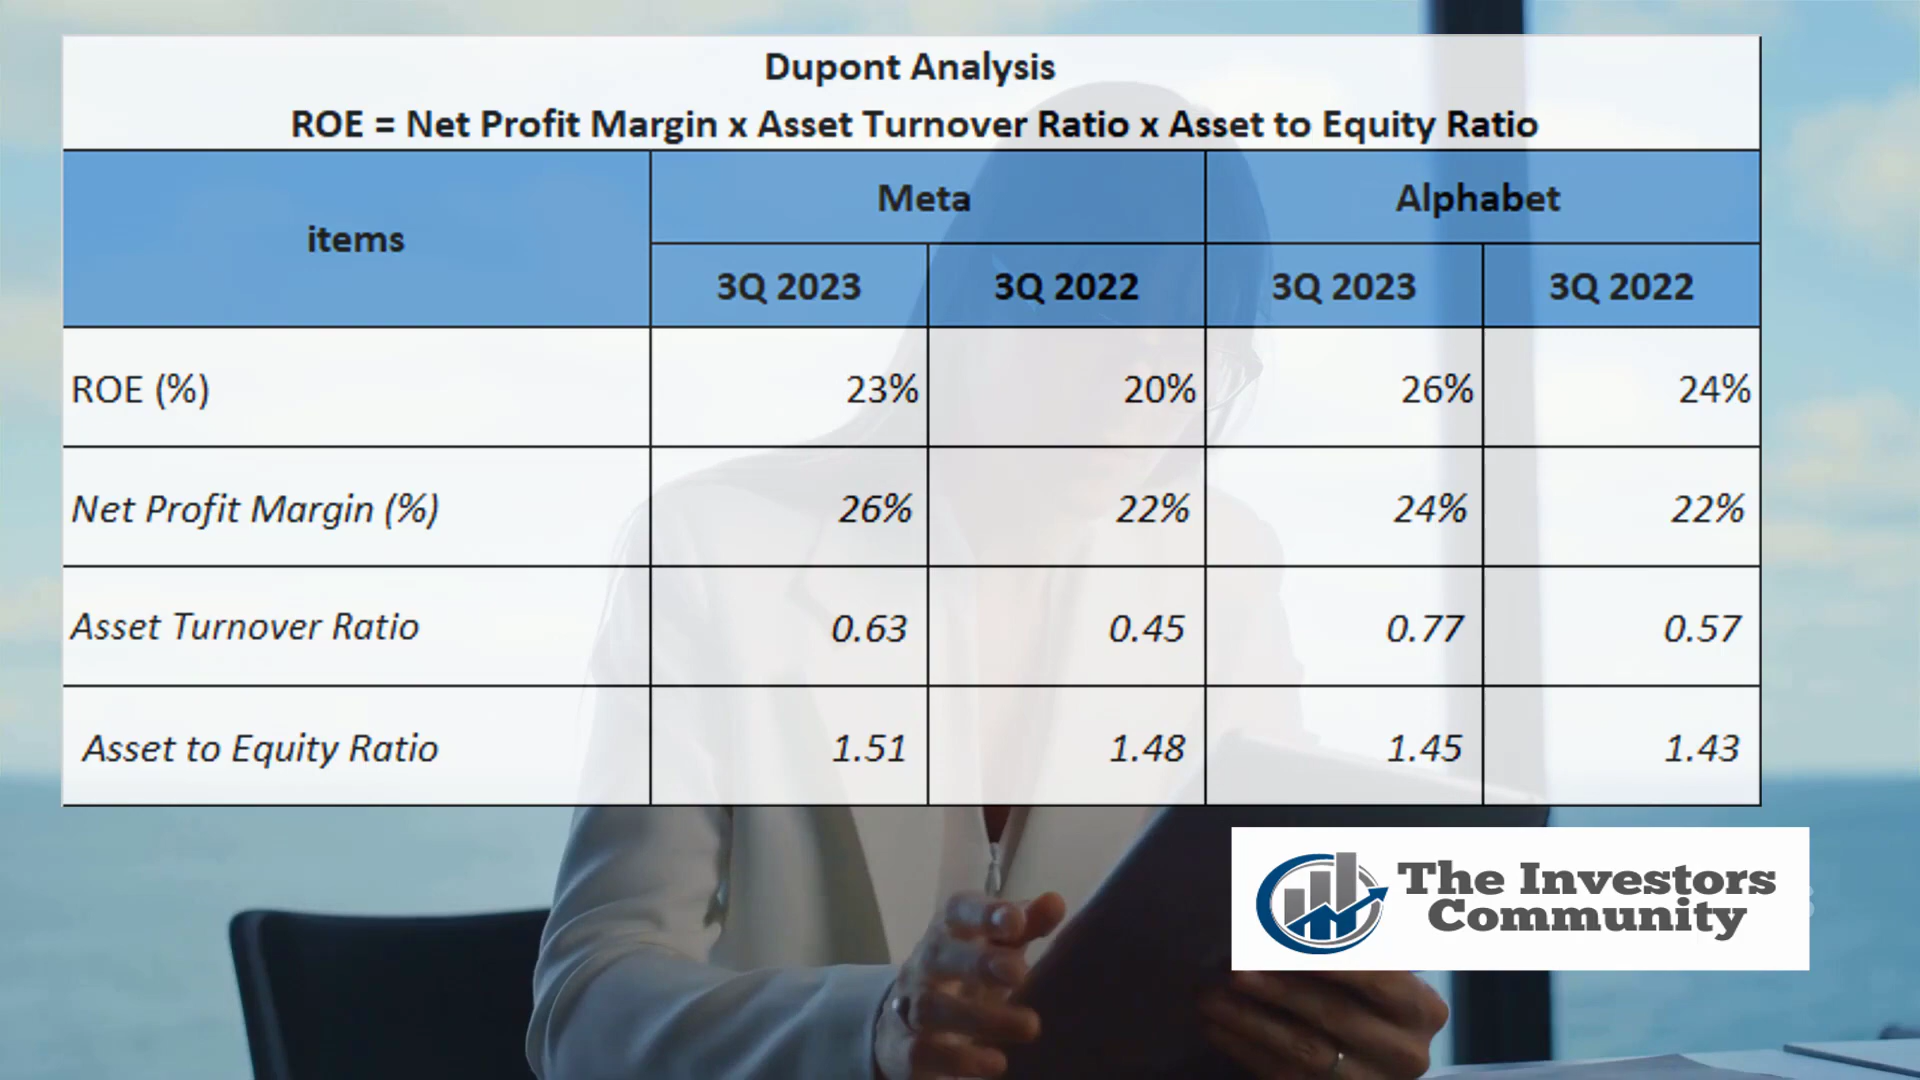 Dupont Analysis
ROE = Net Profit Margin x Asset Turnover Ratio x Asset to Equity Ratio
items Meta Alphabet
3Q 2023 3Q 2022 3Q 2023 3Q 2022
ROE (%) 23% 20% 26% 24%
Net Profit Margin (%) 26% 22% 24% 22%
Asset Turnover Ratio 0.63 0.45 0.77 0.57
Asset to Equity Ratio 1.51 1.48 1.45 1.43
The Investors
Community